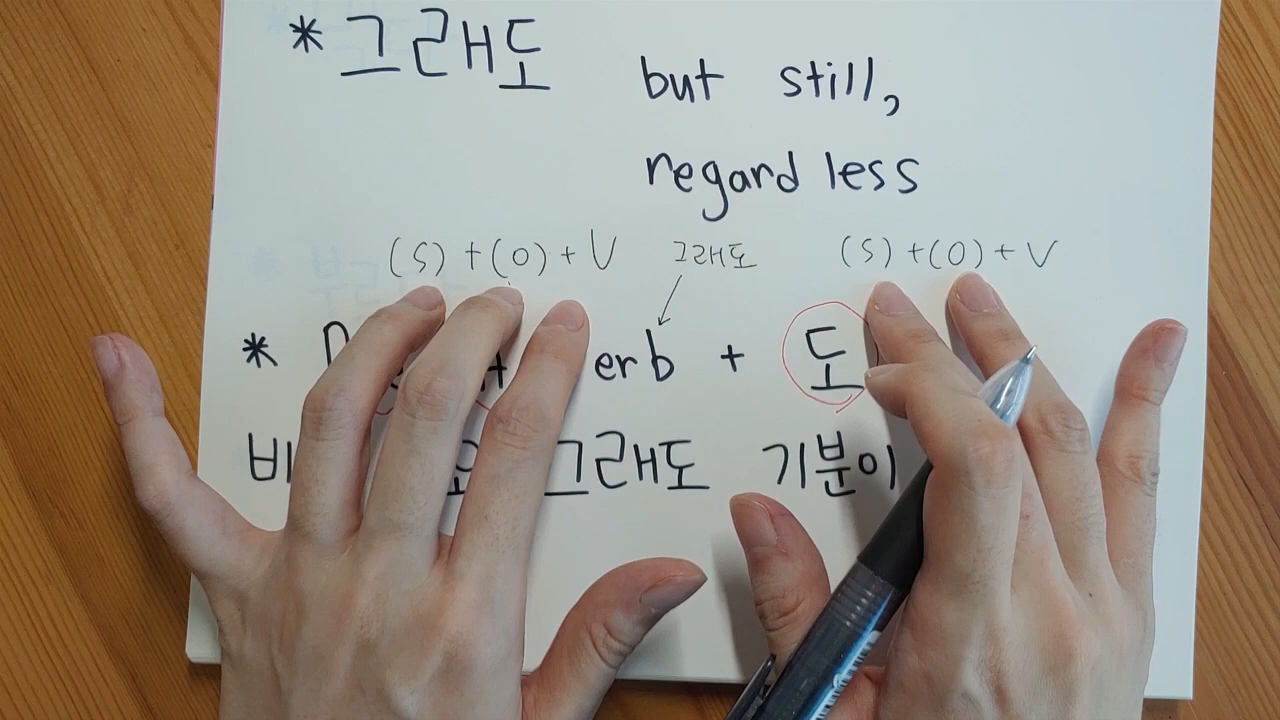 *그래도 but still,
regardless
(S) + (O) + V 그래도 (S) + (O) + V
* erb + 도
그래도 기분이